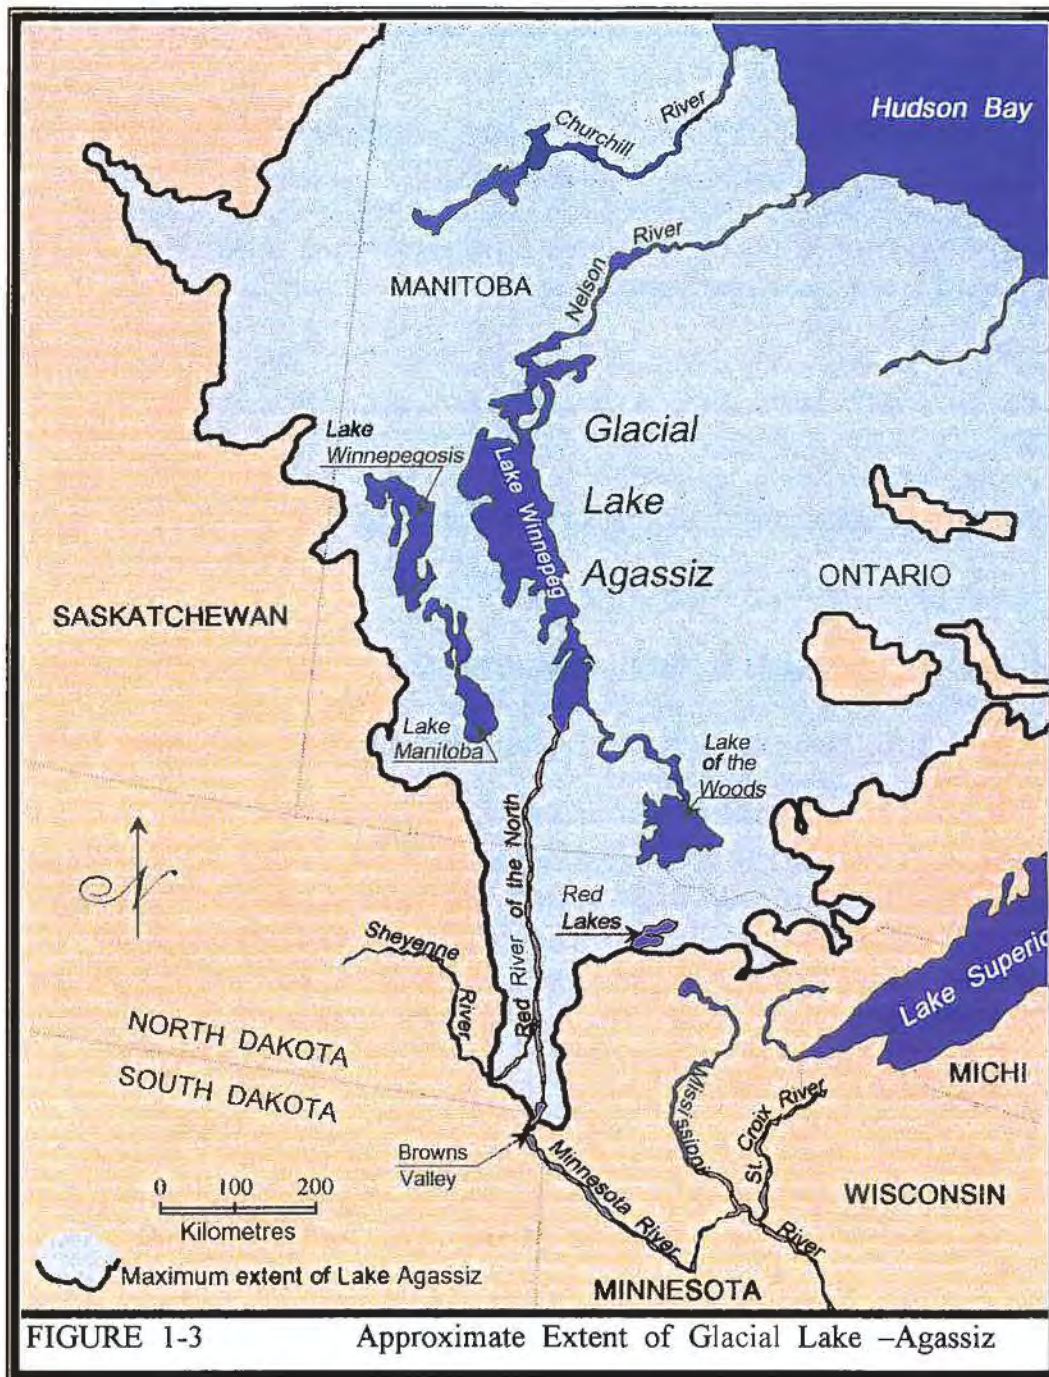 Hudson Bay
Churchill River
Nelson River
MANITOBA
Glacial
Lake
Agassiz
Lake
Winnepegosis
Lake Winnepeg
ONTARIO
SASKATCHEWAN
Lake
Manitoba
Lake
of the
Woods
Red River of the North
Red
Lakes
Sheyenne River
Lake Superio
NORTH DAKOTA
SOUTH DAKOTA
MICHI
Mississippi River
St. Croix River
Browns
Valley
Minnesota River
WISCONSIN
0 100 200
Kilometres
Maximum extent of Lake Agassiz
MINNESOTA
FIGURE 1-3 Approximate Extent of Glacial Lake –Agassiz